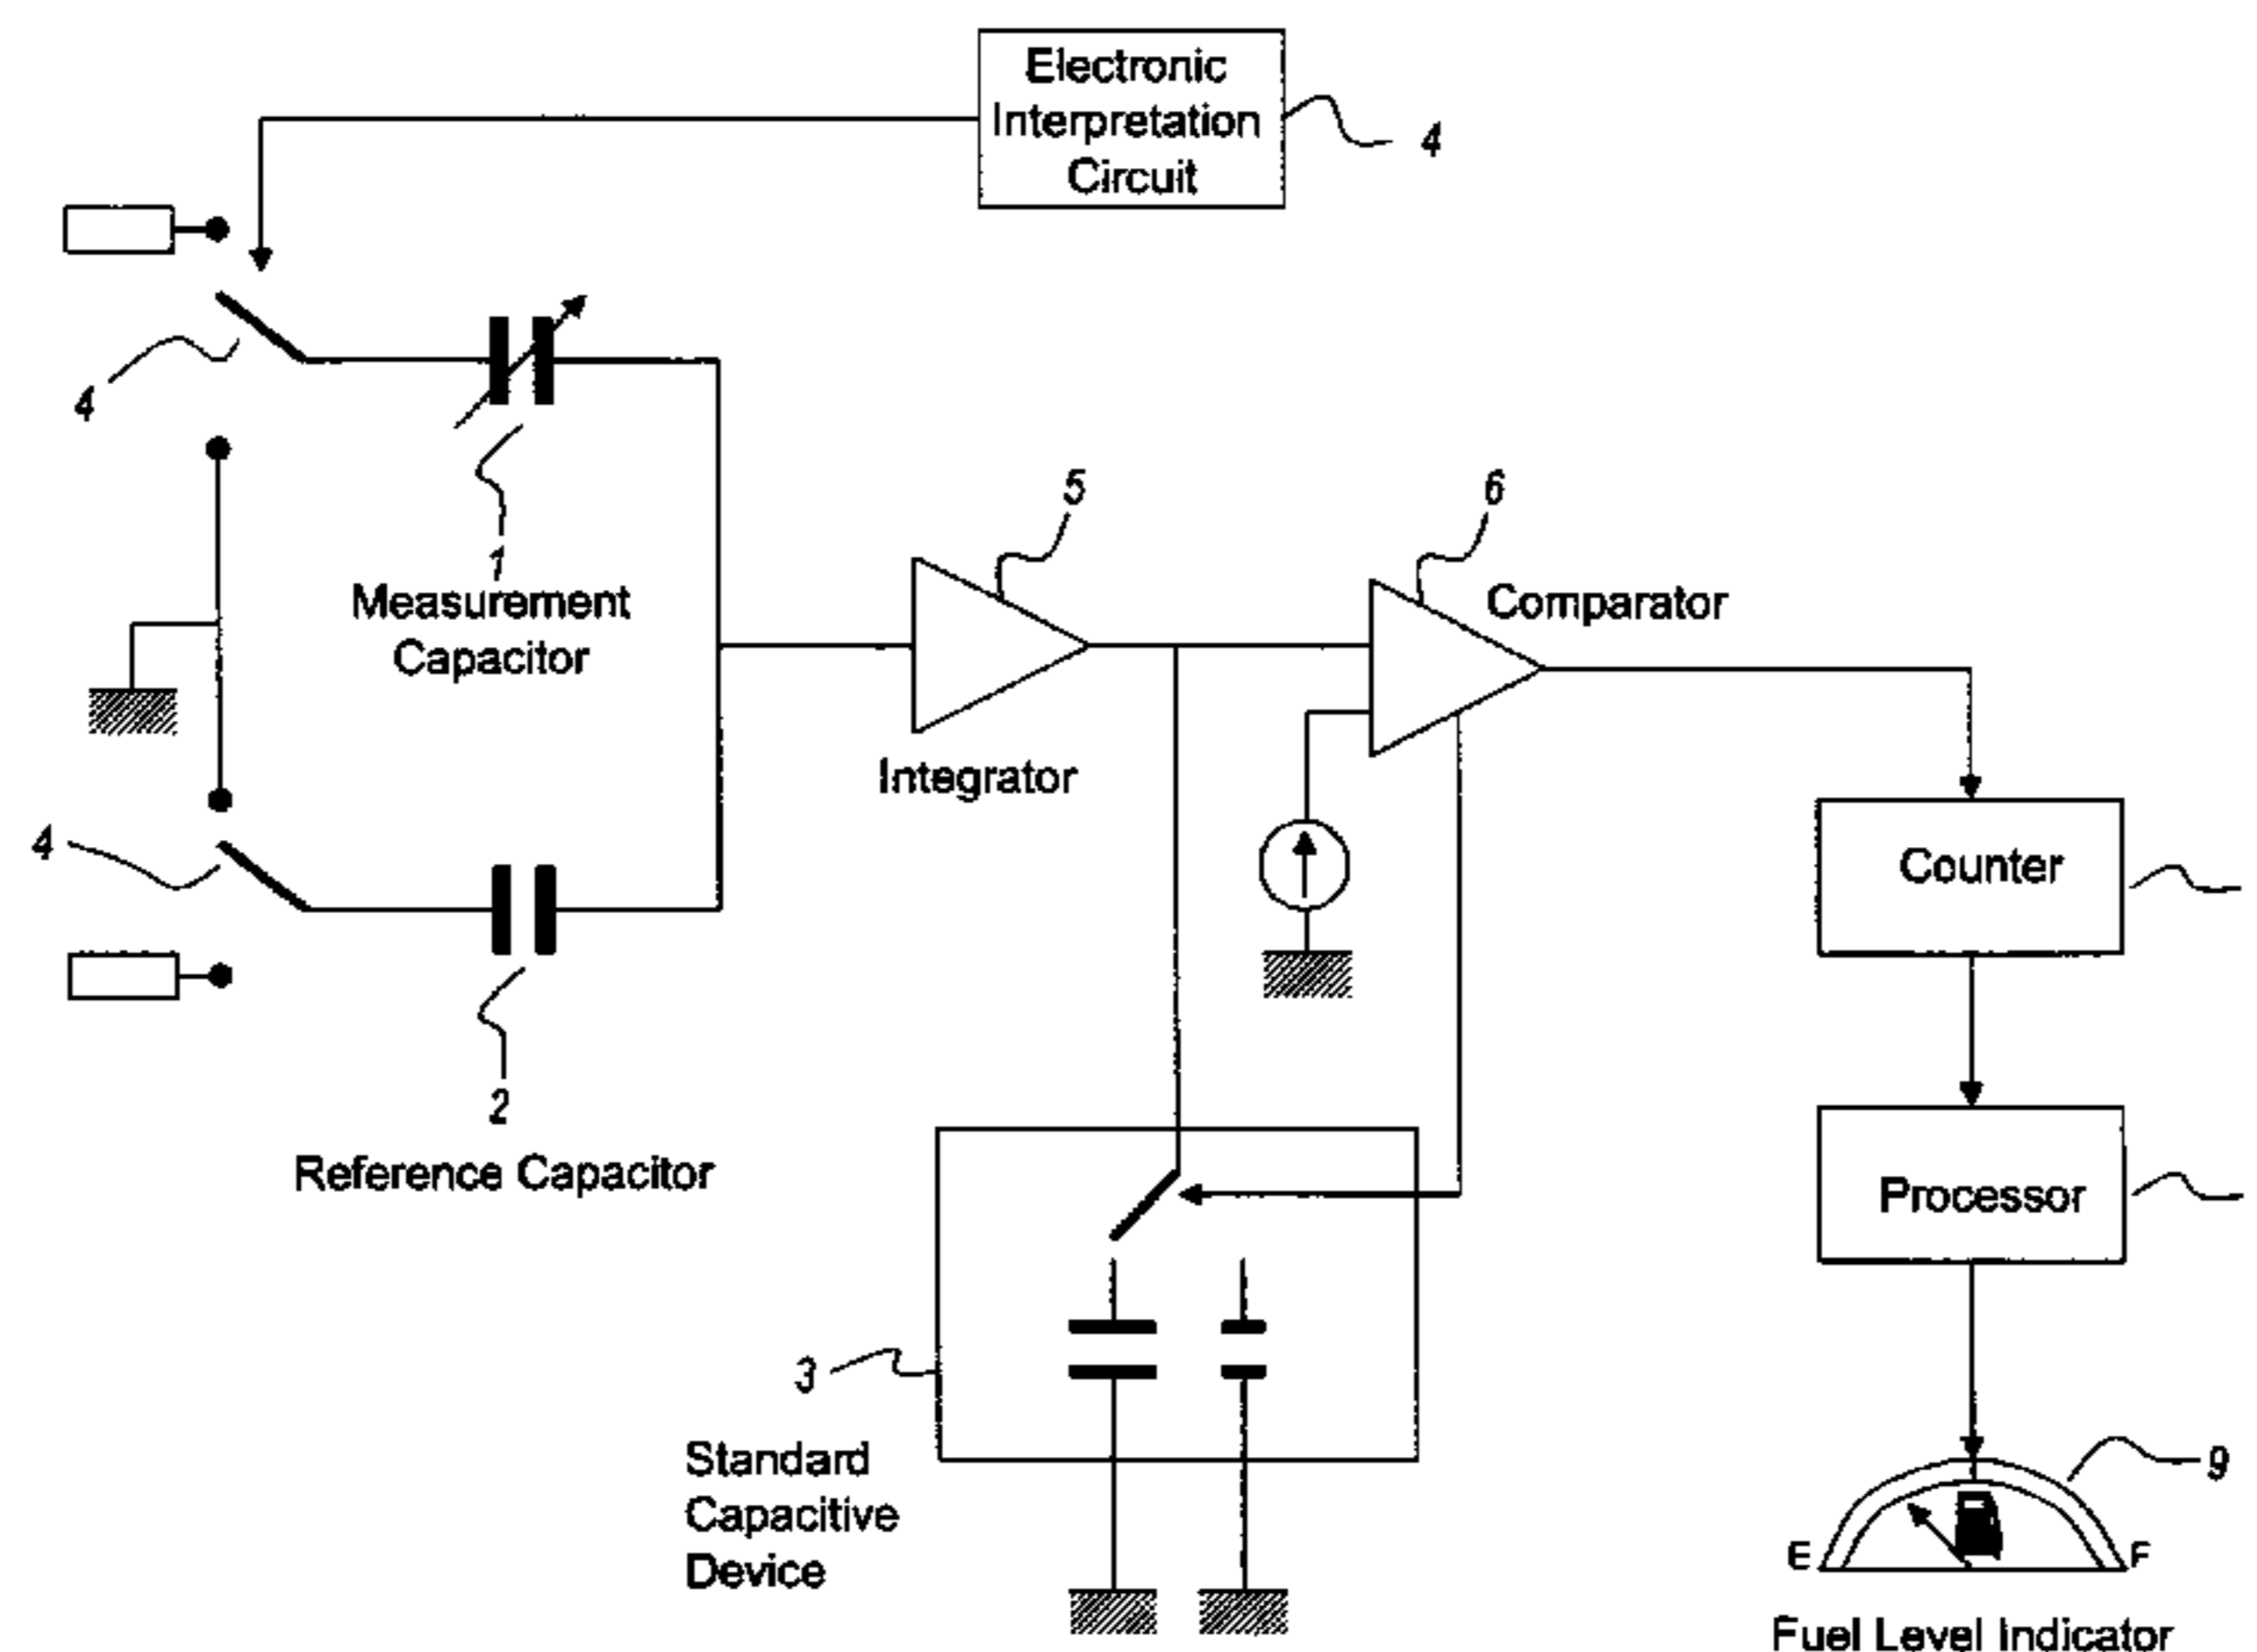 Electronic
Interpretation
Circuit
4
4
1
Measurement
Capacitor
5
6
Comparator
Integrator
4
Counter
2
Reference Capacitor
Processor
3
Standard
Capacitive
Device
9
E
F
Fuel Level Indicator